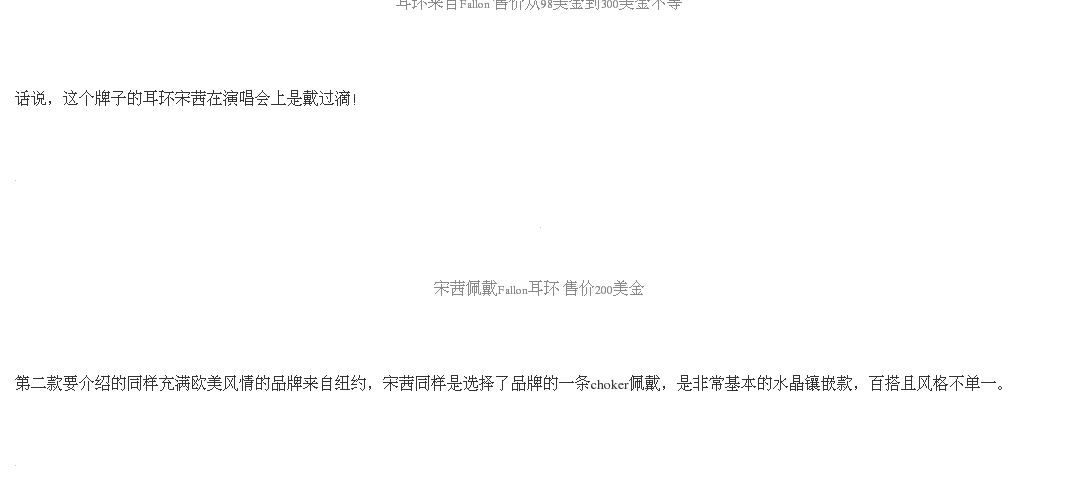 耳环来自Fallon 售价从98美金到300美金不等
话说，这个牌子的耳环宋茜在演唱会上是戴过滴！
宋茜佩戴Fallon耳环 售价200美金
第二款要介绍的同样充满欧美风情的品牌来自纽约，宋茜同样是选择了品牌的一条choker佩戴，是非常基本的水晶镶嵌款，百搭且风格不单一。